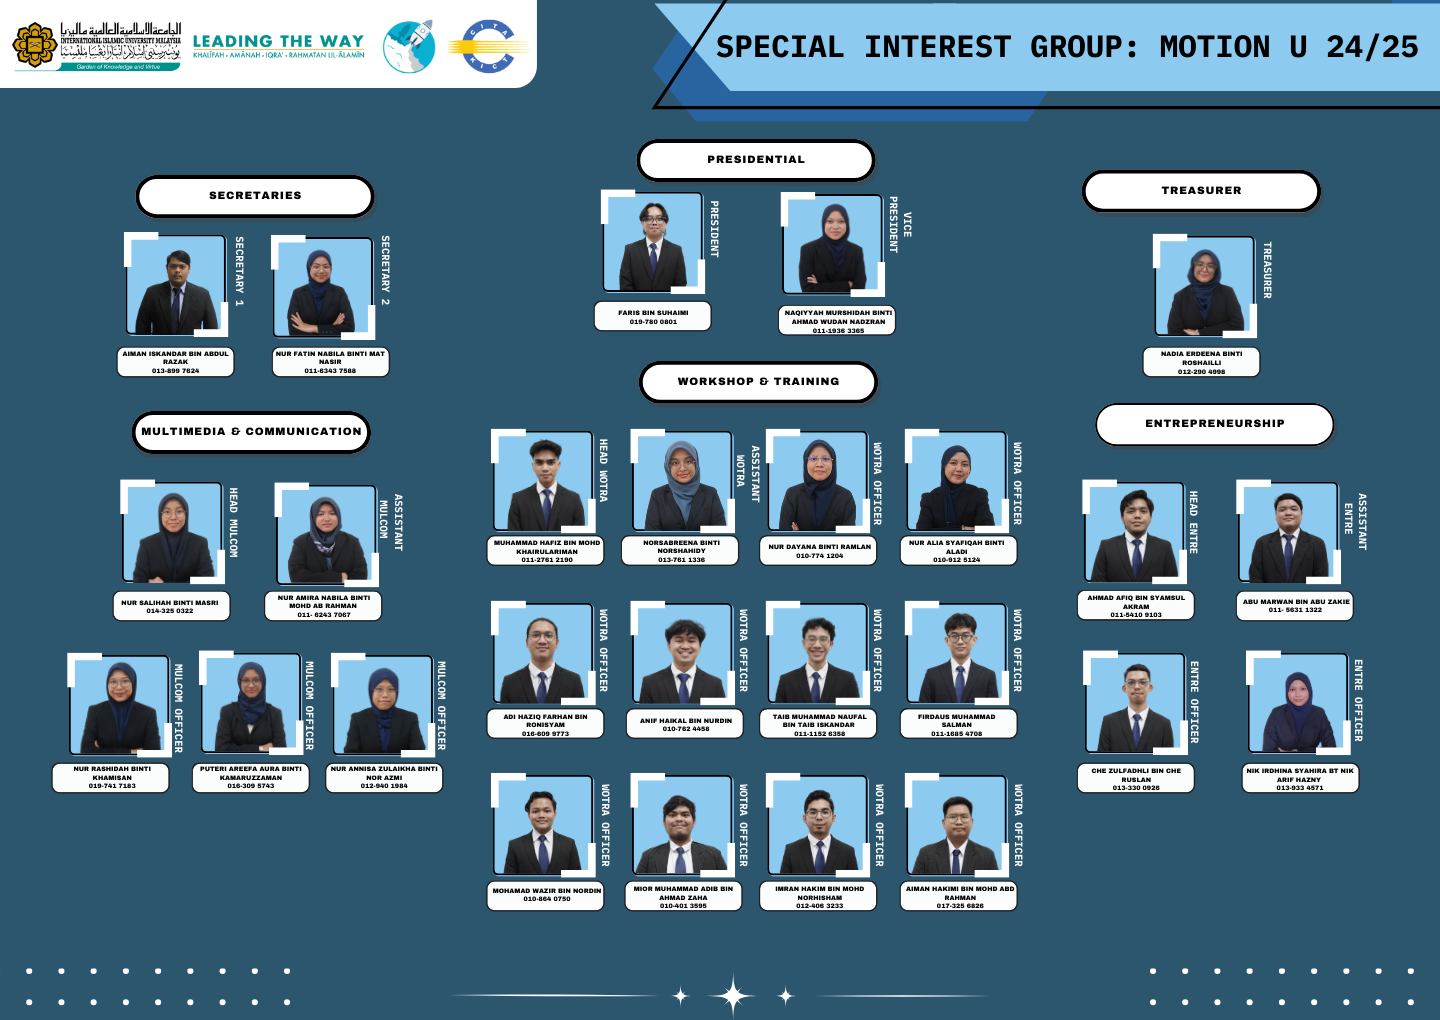 الجامعة الإسلامية العالمية ماليزيا
INTERNATIONAL ISLAMIC UNIVERSITY MALAYSIA
Garden of Knowledge and Virtue
LEADING THE WAY
KHALĪFAH • AMĀNAH • IQRA' • RAHMATAN LIL-ĀLAMĪN
CITA
KICT
SPECIAL INTEREST GROUP: MOTION U 24/25
PRESIDENTIAL
PRESIDENT
FARIS BIN SUHAIMI
019-780 0801
VICE
PRESIDENT
NAQIYYAH MURSHIDAH BINTI
AHMAD WUDAN NADZRAN
011-1936 3365
SECRETARIES
SECRETARY 1
AIMAN ISKANDAR BIN ABDUL
RAZAK
013-899 7624
SECRETARY 2
NUR FATIN NABILA BINTI MAT
NASIR
011-6343 7588
TREASURER
TREASURER
NADIA ERDEENA BINTI
ROSHAILLI
012-290 4998
MULTIMEDIA & COMMUNICATION
HEAD MULCOM
NUR SALIHAH BINTI MASRI
014-325 0322
ASSISTANT
MULCOM
NUR AMIRA NABILA BINTI
MOHD AB RAHMAN
011- 6243 7067
MULCOM OFFICER
NUR RASHIDAH BINTI
KHAMISAN
019-741 7183
MULCOM OFFICER
PUTERI AREEFA AURA BINTI
KAMARUZZAMAN
016-309 5743
MULCOM OFFICER
NUR ANNISA ZULAIKHA BINTI
NOR AZMI
012-940 1984
WORKSHOP & TRAINING
HEAD WOTRA
MUHAMMAD HAFIZ BIN MOHD
KHAIRULARIMAN
011-2761 2190
ASSISTANT
WOTRA
NORSABREENA BINTI
NORSHAHIDY
013-761 1336
WOTRA OFFICER
NUR DAYANA BINTI RAMLAN
010-774 1204
WOTRA OFFICER
NUR ALIA SYAFIQAH BINTI
ALADI
010-912 5124
WOTRA OFFICER
ADI HAZIQ FARHAN BIN
RONISYAM
016-609 9773
WOTRA OFFICER
ANIF HAIKAL BIN NURDIN
010-762 4458
WOTRA OFFICER
TAIB MUHAMMAD NAUFAL
BIN TAIB ISKANDAR
011-1152 6358
WOTRA OFFICER
FIRDAUS MUHAMMAD
SALMAN
011-1685 4708
WOTRA OFFICER
MOHAMAD WAZIR BIN NORDIN
010-864 0750
WOTRA OFFICER
MIOR MUHAMMAD ADIB BIN
AHMAD ZAHA
010-401 3595
WOTRA OFFICER
IMRAN HAKIM BIN MOHD
NORHISHAM
012-406 3233
WOTRA OFFICER
AIMAN HAKIMI BIN MOHD ABD
RAHMAN
017-325 6826
ENTREPRENEURSHIP
HEAD ENTRE
AHMAD AFIQ BIN SYAMSUL
AKRAM
011-5410 9103
ASSISTANT
ENTRE
ABU MARWAN BIN ABU ZAKIE
011- 5631 1322
ENTRE OFFICER
CHE ZULFADHLI BIN CHE
RUSLAN
013-330 0926
ENTRE OFFICER
NIK IRDHINA SYAHIRA BT NIK
ARIF HAZNY
013-933 4571